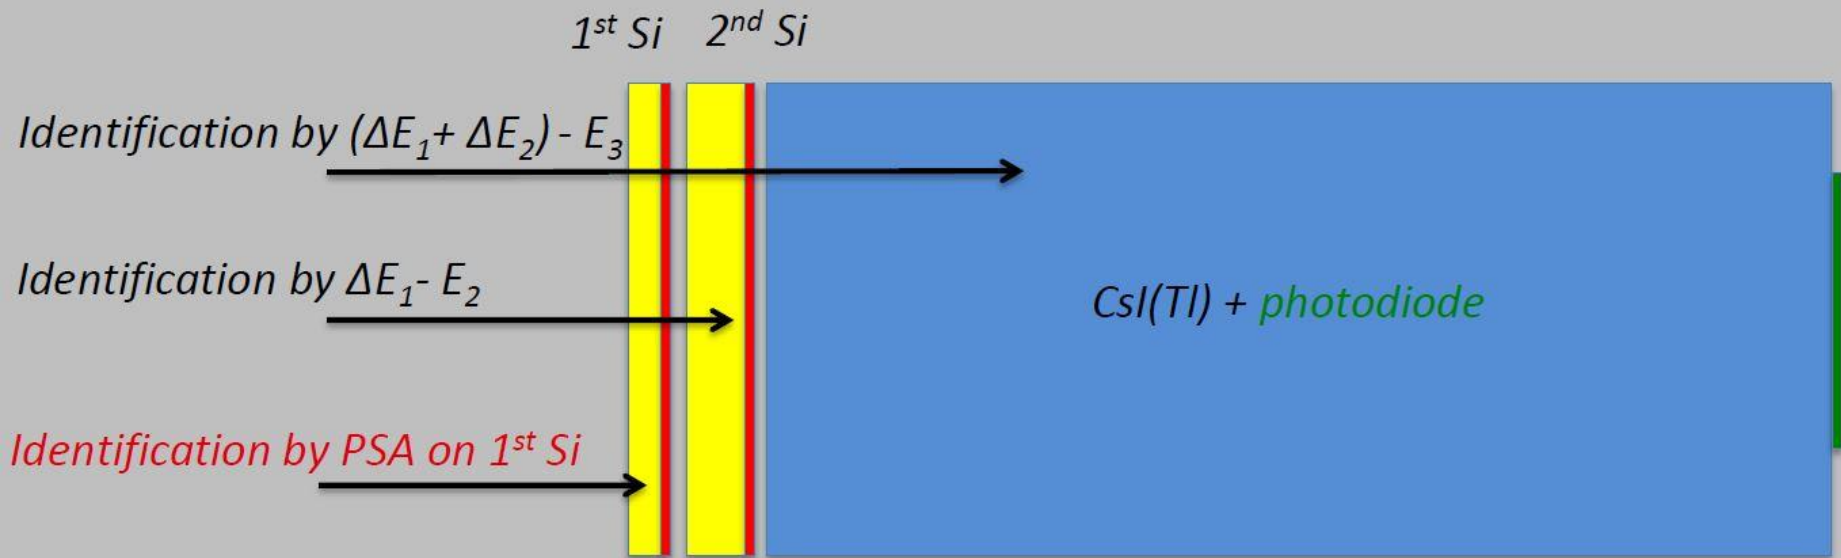 1st Si 2nd Si
Identification by (ΔE1+ ΔE2) - E3
Identification by ΔE1- E2
CsI(Tl) + photodiode
Identification by PSA on 1st Si